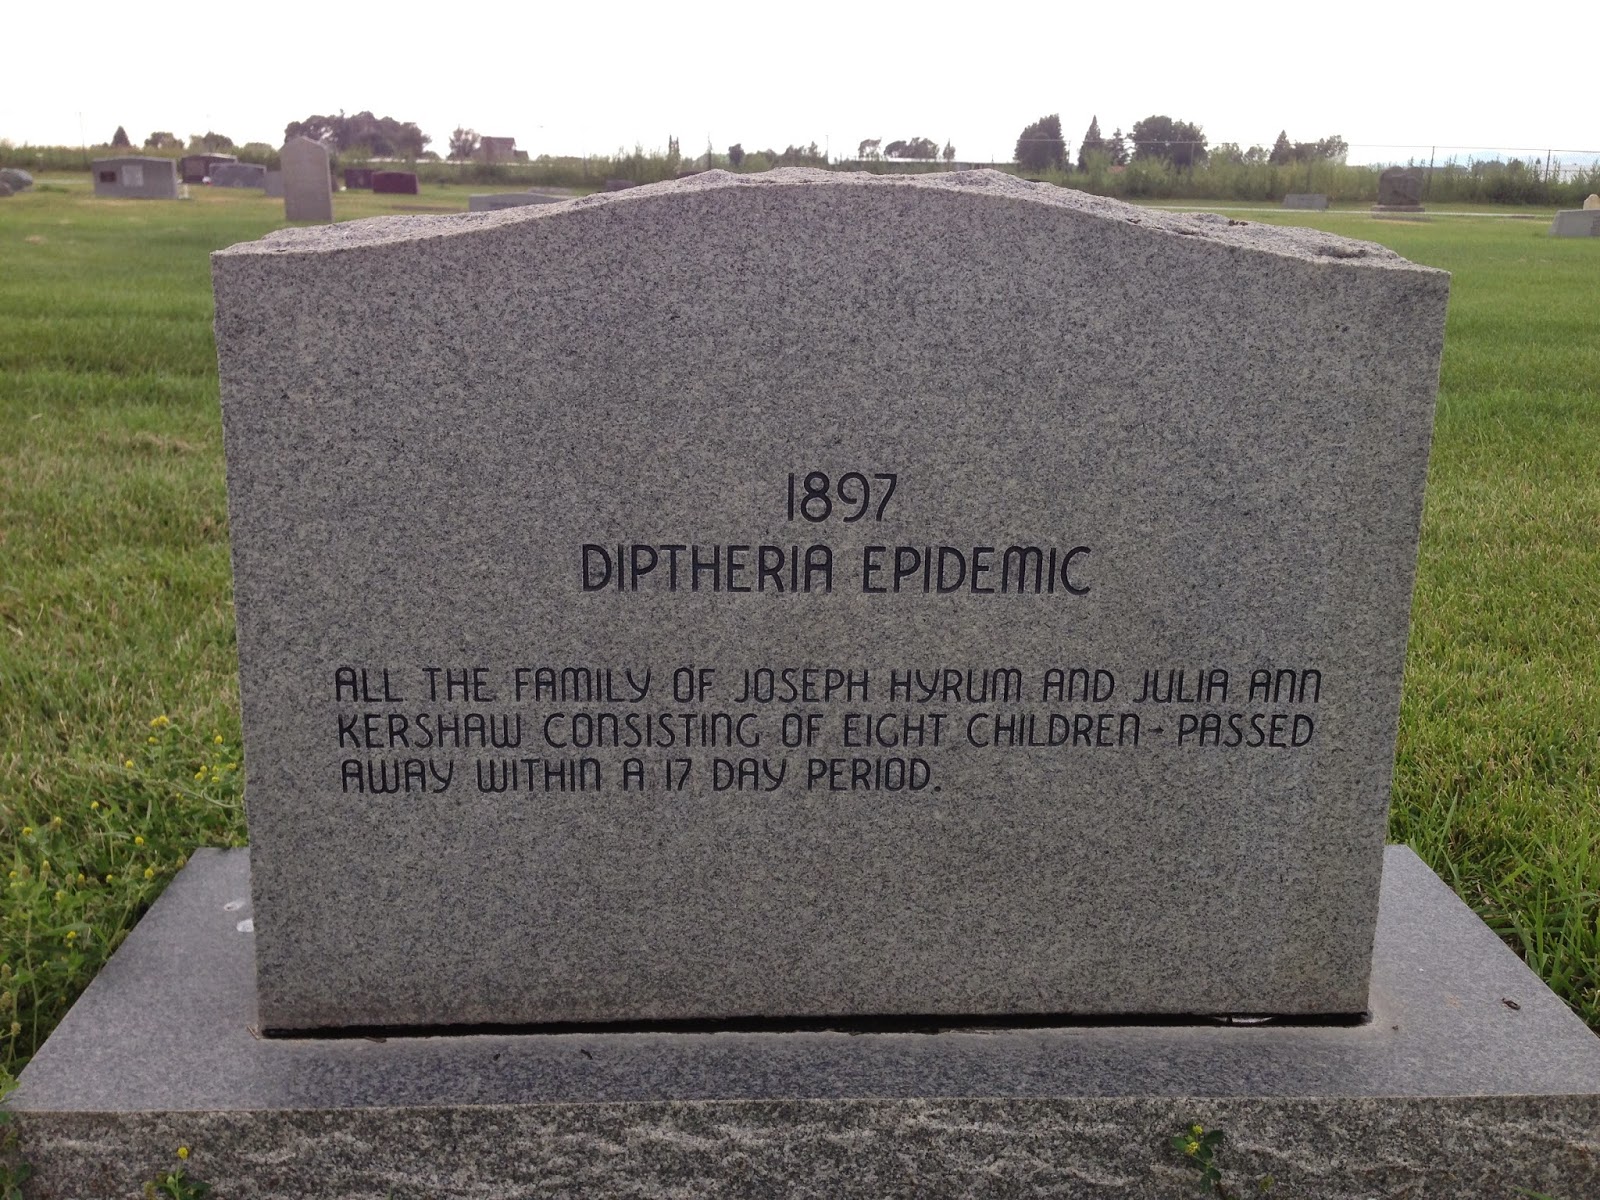 1897
DIPTHERIA EPIDEMIC
ALL THE FAMILY OF JOSEPH HYRUM AND JULIA ANN
KERSHAW CONSISTING OF EIGHT CHILDREN - PASSED
AWAY WITHIN A 17 DAY PERIOD.